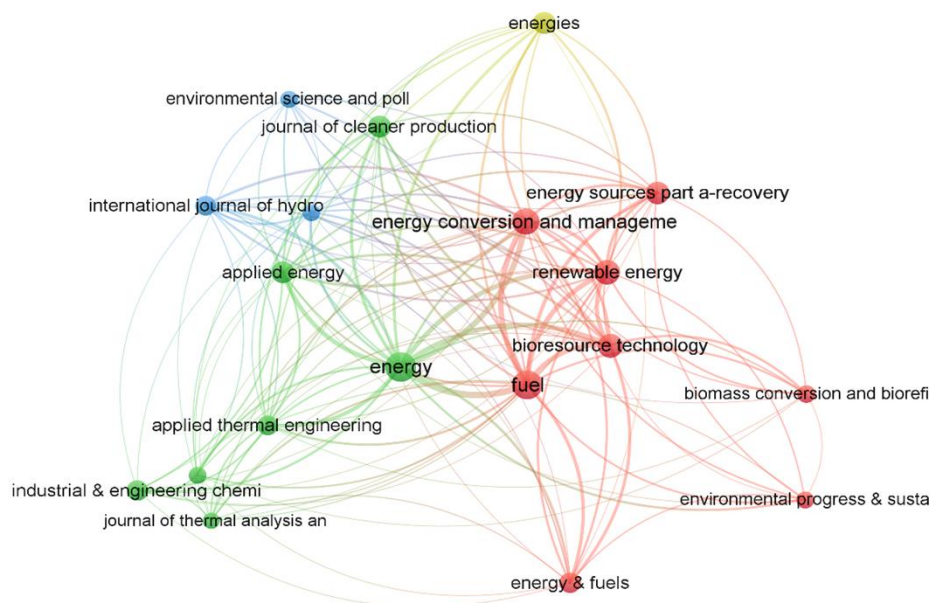 energies
environmental science and poll
journal of cleaner production
energy sources part a-recovery
international journal of hydro
energy conversion and manageme
applied energy
renewable energy
bioresource technology
energy
fuel
biomass conversion and biorefi
applied thermal engineering
industrial & engineering chemi
environmental progress & susta
journal of thermal analysis an
energy & fuels